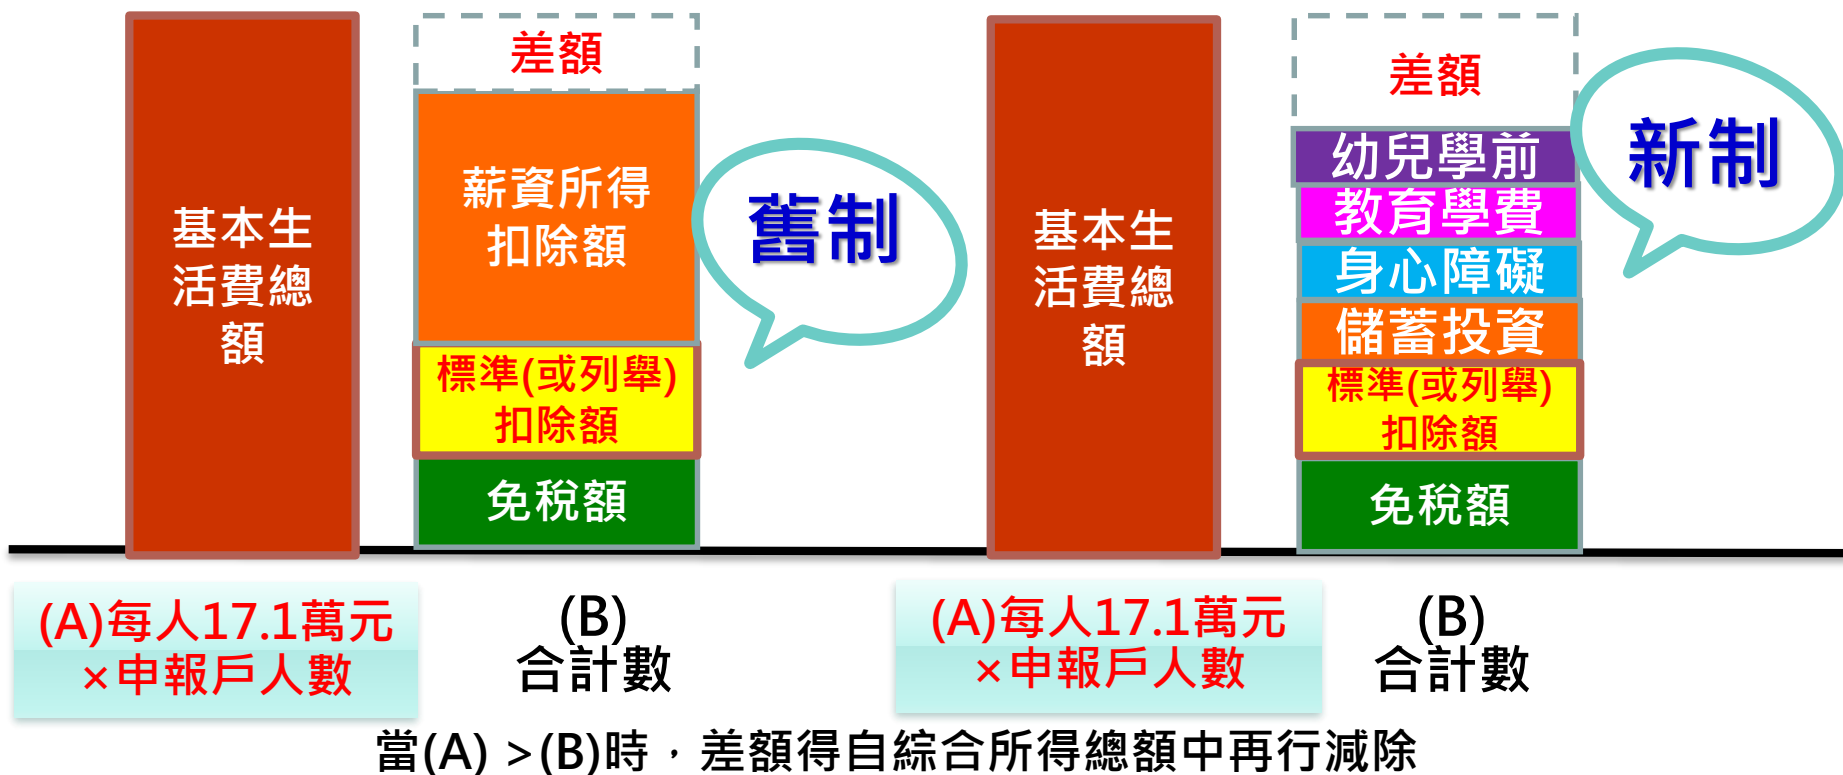 基本生
活費總
額
差額
薪資所得
扣除額
標準(或列舉)
扣除額
免稅額
舊制
基本生
活費總
額
差額
幼兒學前
教育學費
身心障礙
儲蓄投資
標準(或列舉)
扣除額
免稅額
新制
(A)每人17.1萬元
×申報戶人數
(B)
合計數
(A)每人17.1萬元
×申報戶人數
(B)
合計數
當(A) >(B)時，差額得自綜合所得總額中再行減除